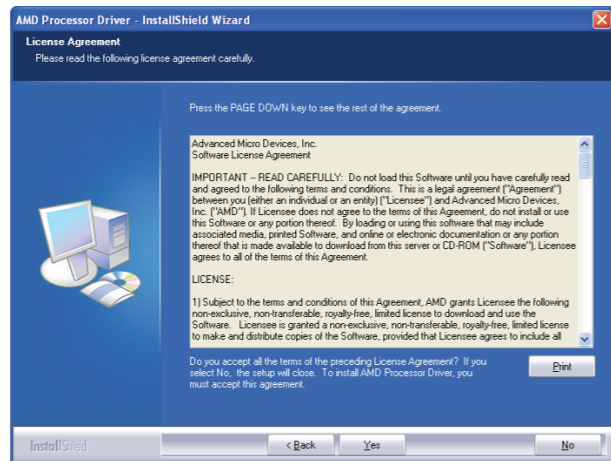 AMD Processor Driver - InstallShield Wizard
License Agreement
Please read the following license agreement carefully.
Press the PAGE DOWN key to see the rest of the agreement.
Advanced Micro Devices, Inc.
Software License Agreement
IMPORTANT -- READ CAREFULLY: Do not load this Software until you have carefully read
and agreed to the following terms and conditions. This is a legal agreement ("Agreement")
between you (either an individual or an entity) ("Licensee") and Advanced Micro Devices,
Inc. ("AMD"). If Licensee does not agree to the terms of this Agreement, do not install or use
this Software or any portion thereof. By loading or using this software that may include
associated media, printed Software, and online or electronic documentation or any portion
thereof that is made available to download from this server or CD-ROM ("Software"), Licensee
agrees to all of the terms of this Agreement.
LICENSE:
1) Subject to the terms and conditions of this Agreement, AMD grants Licensee the following
non-exclusive, non-transferable, royalty-free, limited license to download and use the
Software. Licensee is granted a non-exclusive, non-transferable, royalty-free, limited license
to make and distribute copies of the Software, provided that Licensee agrees to include all
Do you accept all the terms of the preceding License Agreement? If you
select No, the setup will close. To install AMD Processor Driver, you
must accept this agreement.
Print
InstallShield
< Back
Yes
No